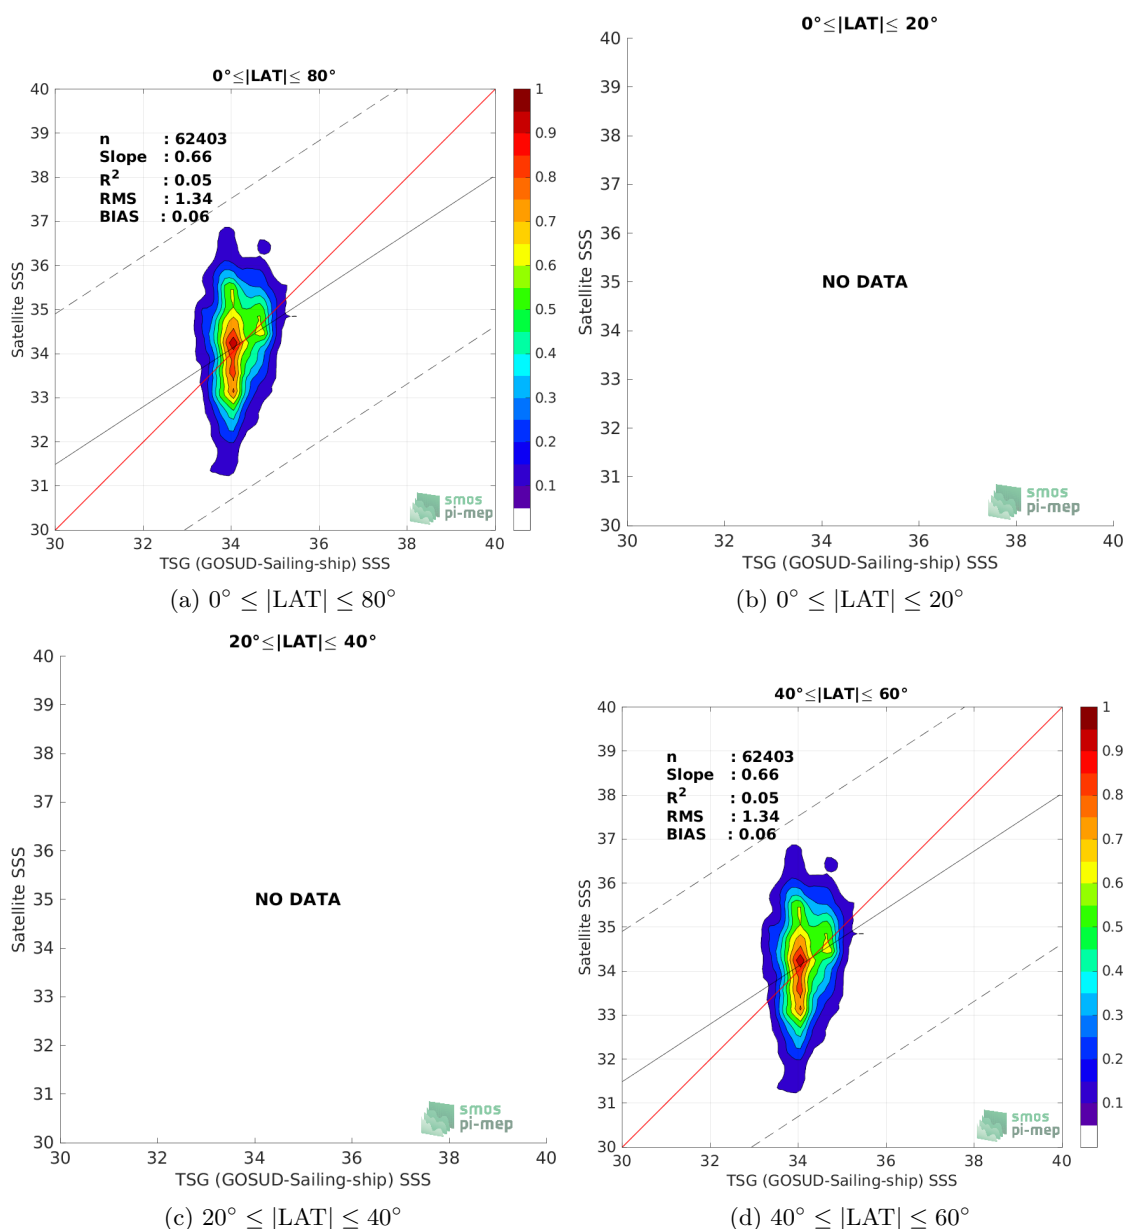 0°≤|LAT|≤ 80°
40
39
38
37
36
35
34
33
32
31
30
Satellite SSS
n : 62403
Slope : 0.66
R² : 0.05
RMS : 1.34
BIAS : 0.06
smos
pi-mep
30 32 34 36 38 40
TSG (GOSUD-Sailing-ship) SSS
1
0.9
0.8
0.7
0.6
0.5
0.4
0.3
0.2
0.1
(a) 0° ≤ |LAT| ≤ 80°
0°≤|LAT|≤ 20°
40
39
38
37
36
35
34
33
32
31
30
Satellite SSS
NO DATA
smos
pi-mep
30 32 34 36 38 40
TSG (GOSUD-Sailing-ship) SSS
(b) 0° ≤ |LAT| ≤ 20°
20°≤|LAT|≤ 40°
40
39
38
37
36
35
34
33
32
31
30
Satellite SSS
NO DATA
smos
pi-mep
30 32 34 36 38 40
TSG (GOSUD-Sailing-ship) SSS
(c) 20° ≤ |LAT| ≤ 40°
40°≤|LAT|≤ 60°
40
39
38
37
36
35
34
33
32
31
30
Satellite SSS
n : 62403
Slope : 0.66
R² : 0.05
RMS : 1.34
BIAS : 0.06
smos
pi-mep
30 32 34 36 38 40
TSG (GOSUD-Sailing-ship) SSS
1
0.9
0.8
0.7
0.6
0.5
0.4
0.3
0.2
0.1
(d) 40° ≤ |LAT| ≤ 60°